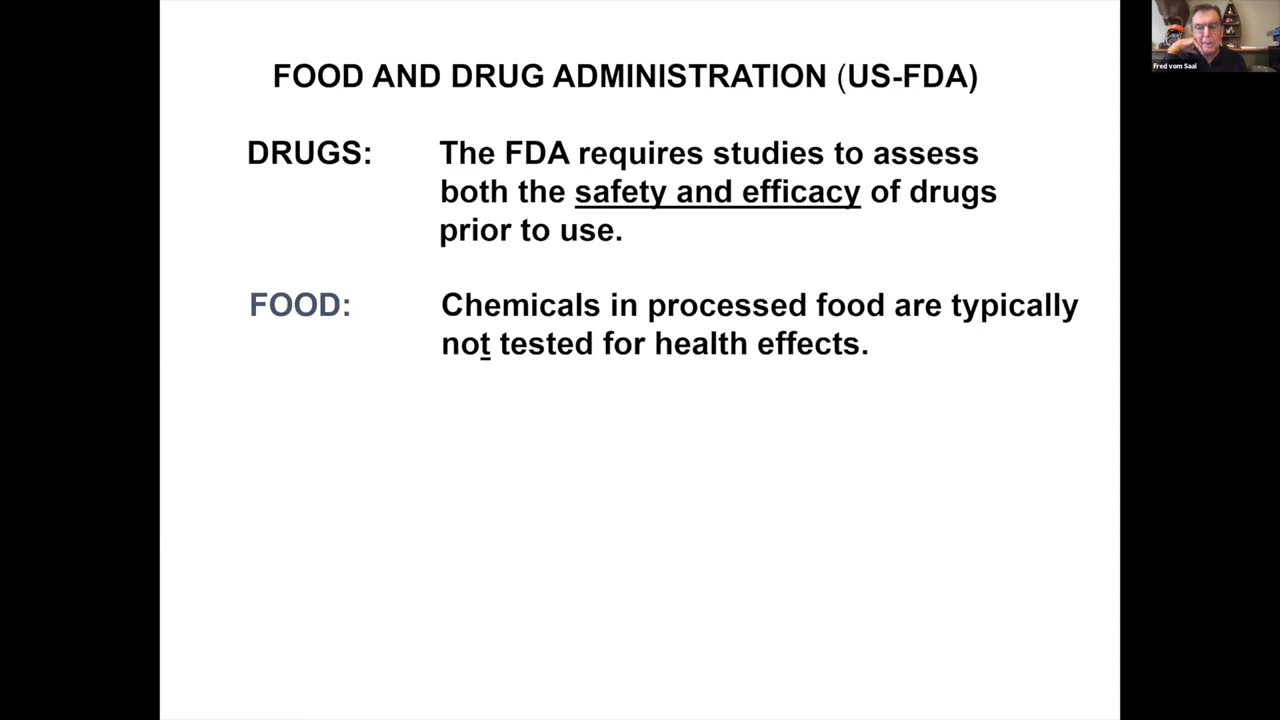 FOOD AND DRUG ADMINISTRATION (US-FDA)
DRUGS: The FDA requires studies to assess
both the safety and efficacy of drugs
prior to use.
FOOD: Chemicals in processed food are typically
not tested for health effects.
Fred vom Saal